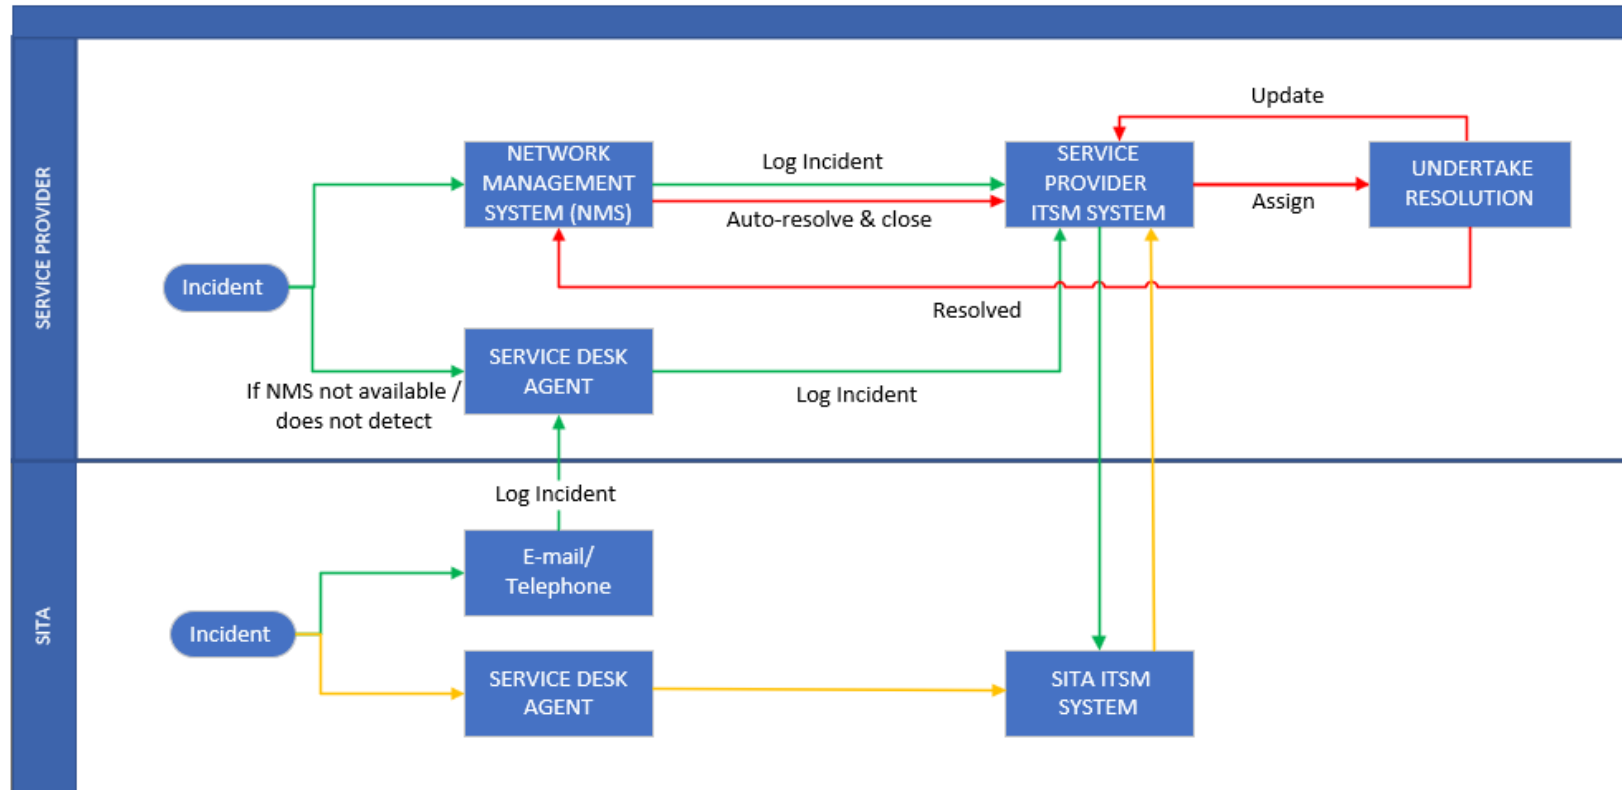 SERVICE PROVIDER
Update
NETWORK
MANAGEMENT
SYSTEM (NMS)
Log Incident
Auto-resolve & close
SERVICE
PROVIDER
ITSM SYSTEM
Assign
UNDERTAKE
RESOLUTION
Incident
Resolved
SERVICE DESK
AGENT
If NMS not available /
does not detect
Log Incident
SITA
Log Incident
E-mail/
Telephone
Incident
SERVICE DESK
AGENT
SITA ITSM
SYSTEM